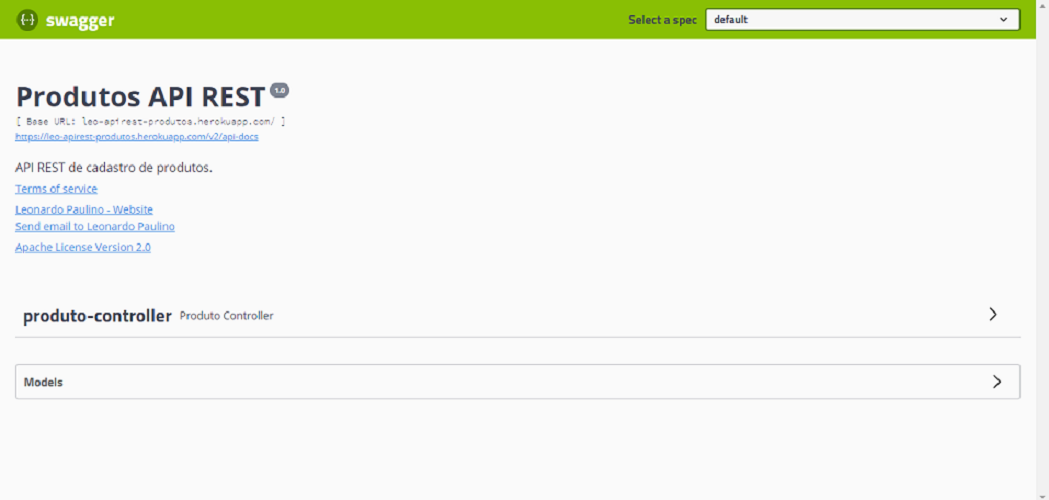 swagger
Select a spec default
Produtos API REST 1.0
[ Base URL: leo-apirest-produtos.herokuapp.com/ ]
https://leo-apirest-produtos.herokuapp.com/v2/api-docs
API REST de cadastro de produtos.
Terms of service
Leonardo Paulino - Website
Send email to Leonardo Paulino
Apache License Version 2.0
produto-controller Produto Controller
Models